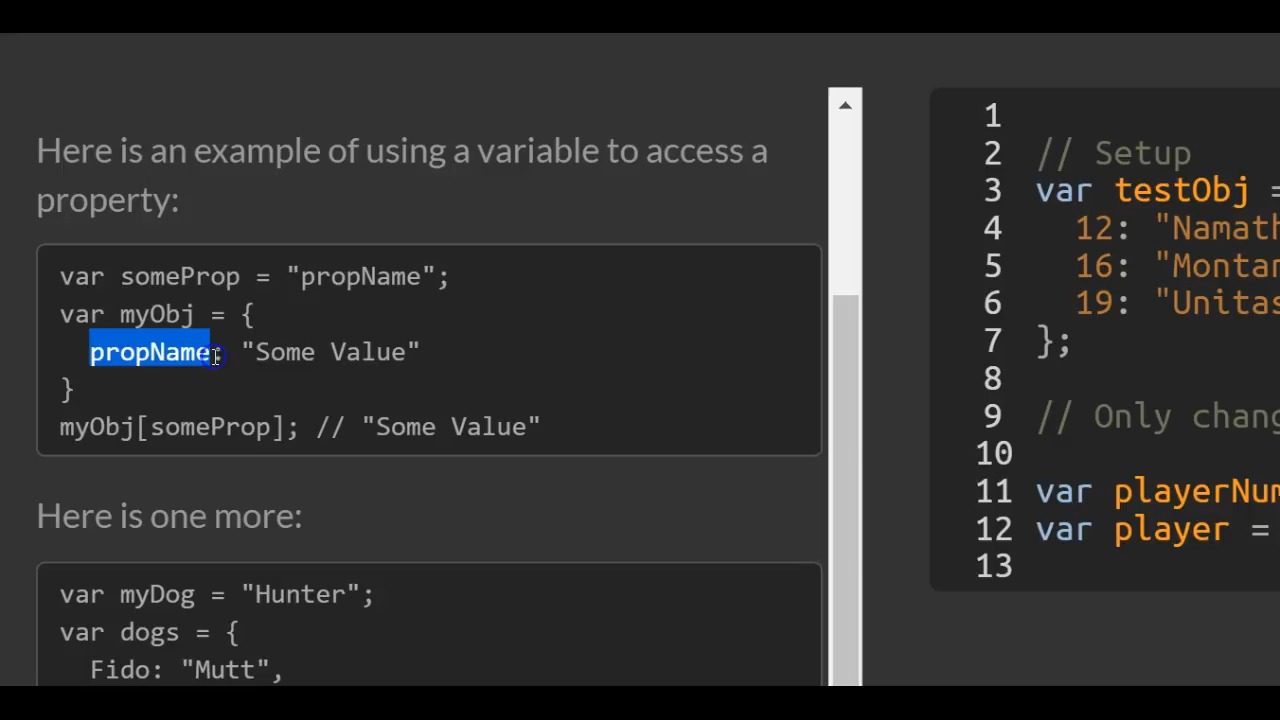 Here is an example of using a variable to access a
property:
var someProp = "propName";
var myObj = {
propName: "Some Value"
}
myObj[someProp]; // "Some Value"
Here is one more:
var myDog = "Hunter";
var dogs = {
Fido: "Mutt",
1
2 // Setup
3 var testObj =
4 12: "Namath
5 16: "Montan
6 19: "Unitas
7 };
8
9 // Only chang
10
11 var playerNum
12 var player =
13